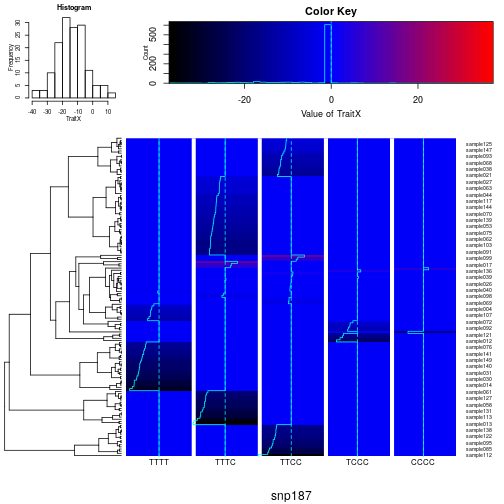 Histogram
Frequency
0 5 10 15 20 25 30
-40 -30 -20 -10 0 10
TraitX
Color Key
Count
0 200 500
-20 0 20
Value of TraitX
sample125
sample147
sample093
sample068
sample038
sample021
sample027
sample063
sample044
sample117
sample144
sample070
sample139
sample053
sample075
sample062
sample103
sample091
sample099
sample017
sample136
sample039
sample026
sample040
sample098
sample069
sample004
sample107
sample072
sample092
sample121
sample012
sample076
sample141
sample149
sample140
sample031
sample030
sample014
sample061
sample127
sample058
sample131
sample113
sample013
sample138
sample122
sample095
sample085
sample112
TTTT TTTC TTCC TCCC CCCC
snp187